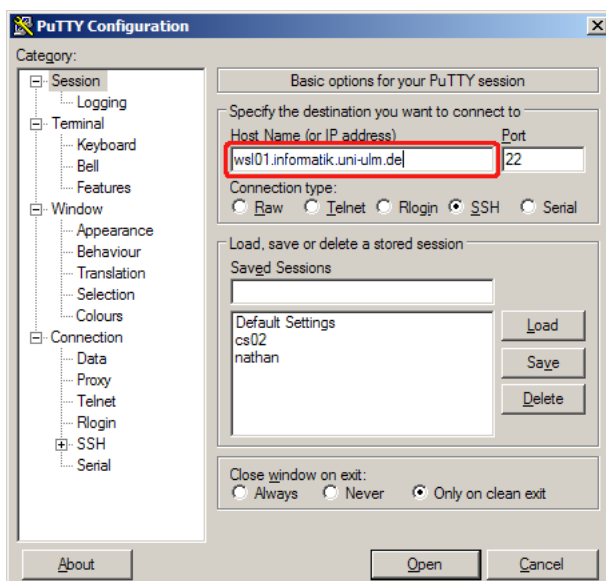 PuTTY Configuration
Category:
Session
Logging
Terminal
Keyboard
Bell
Features
Window
Appearance
Behaviour
Translation
Selection
Colours
Connection
Data
Proxy
Telnet
Rlogin
SSH
Serial
Basic options for your PuTTY session
Specify the destination you want to connect to
Host Name (or IP address) Port
wsl01.informatik.uni-ulm.de 22
Connection type:
Raw Telnet Rlogin SSH Serial
Load, save or delete a stored session
Saved Sessions
Default Settings
cs02
nathan
Load
Save
Delete
Close window on exit:
Always Never Only on clean exit
About Open Cancel